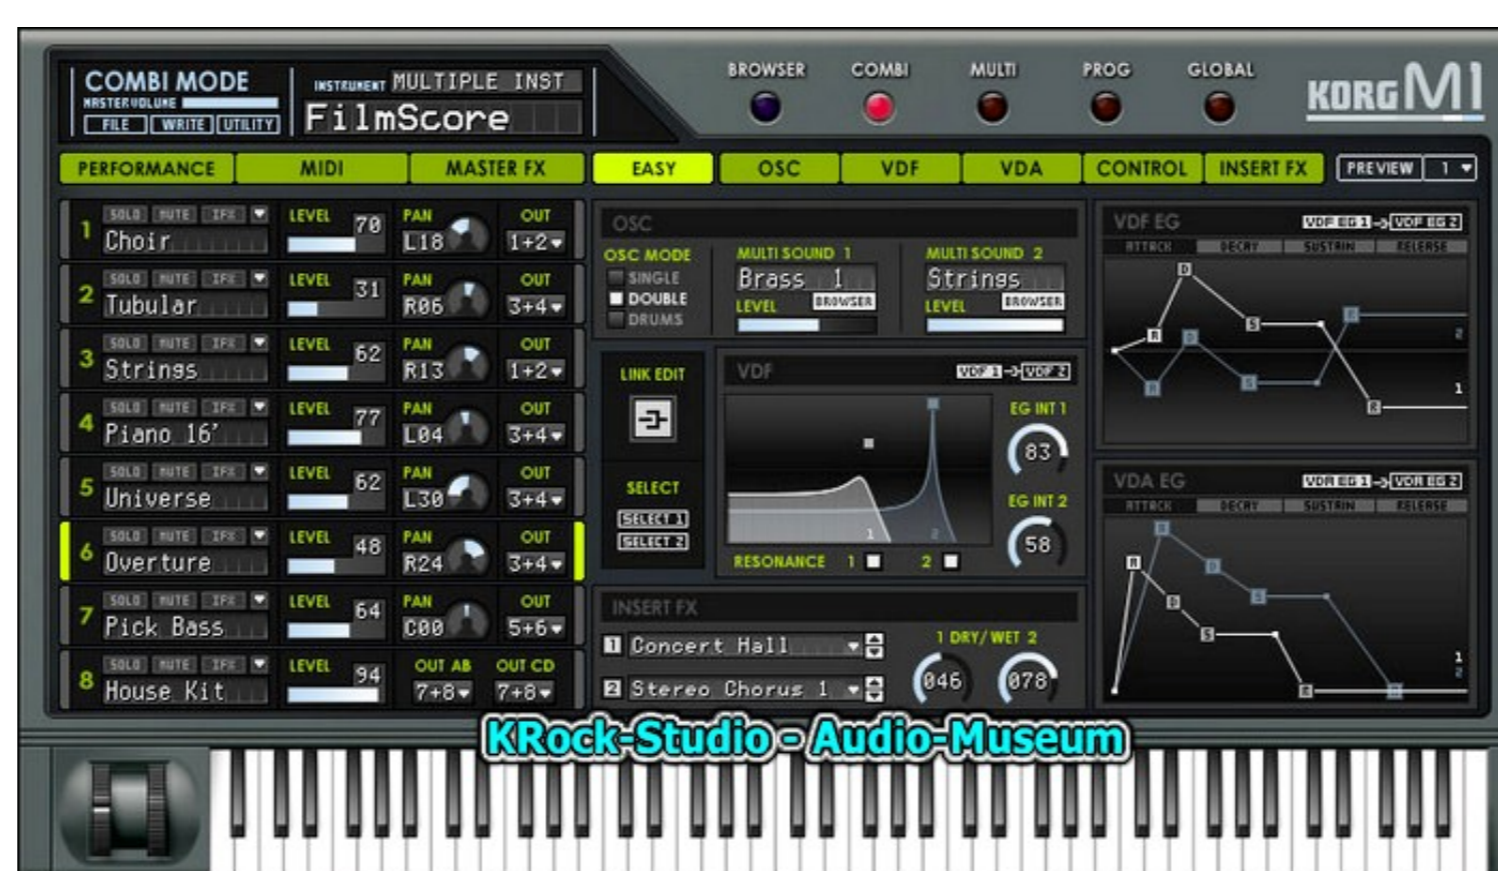 COMBI MODE
MASTER VOLUME
FILE WRITE UTILITY
INSTRUMENT MULTIPLE INST
FilmScore
BROWSER COMBI MULTI PROG GLOBAL
KORG M1
PERFORMANCE MIDI MASTER FX EASY OSC VDF VDA CONTROL INSERT FX PREVIEW 1
1 SOLO MUTE IFX LEVEL 70 PAN OUT
Choir L18 1+2
2 SOLO MUTE IFX LEVEL 31 PAN OUT
Tubular R06 3+4
3 SOLO MUTE IFX LEVEL 62 PAN OUT
Strings R13 1+2
4 SOLO MUTE IFX LEVEL 77 PAN OUT
Piano 16' L04 3+4
5 SOLO MUTE IFX LEVEL 62 PAN OUT
Universe L30 3+4
6 SOLO MUTE IFX LEVEL 48 PAN OUT
Overture R24 3+4
7 SOLO MUTE IFX LEVEL 64 PAN OUT
Pick Bass C00 5+6
8 SOLO MUTE IFX LEVEL 94 OUT AB OUT CD
House Kit 7+8 7+8
OSC
OSC MODE
SINGLE
DOUBLE
DRUMS
MULTI SOUND 1
Brass 1
LEVEL BROWSER
MULTI SOUND 2
Strings
LEVEL BROWSER
LINK EDIT
SELECT
SELECT 1
SELECT 2
VDF VDF 1 VDF 2
EG INT 1
83
EG INT 2
58
1 2
RESONANCE 1 2
INSERT FX
1 Concert Hall
2 Stereo Chorus 1
1 DRY/WET 2
046 078
VDF EG VDF EG 1 VDF EG 2
ATTACK DECAY SUSTAIN RELEASE
D
R S R 2
D
R S R 1
VDA EG VDA EG 1 VDA EG 2
ATTACK DECAY SUSTAIN RELEASE
R
R D
D S
S 1
R R 2
KRock-Studio - Audio-Museum